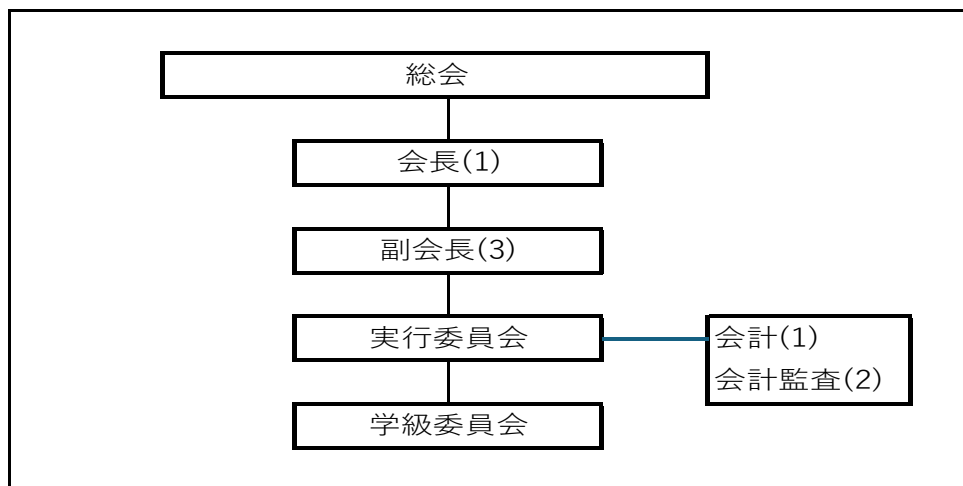 総会
会長(1)
副会長(3)
実行委員会
会計(1)
会計監査(2)
学級委員会